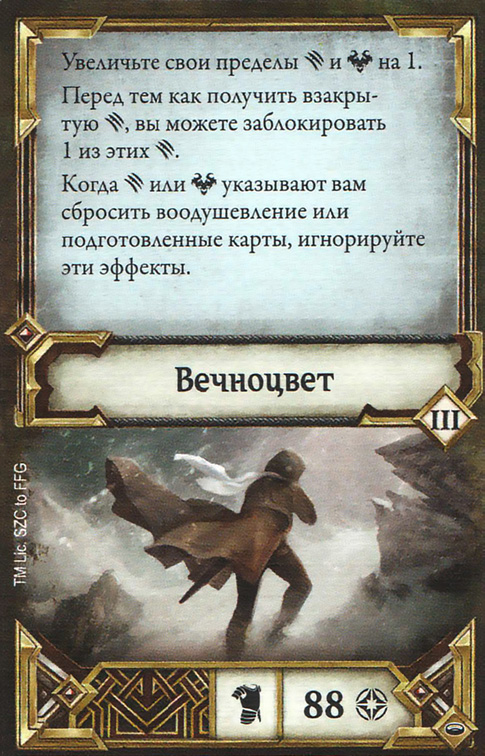 Увеличьте свои пределы и на 1.
Перед тем как получить взакры-
тую , вы можете заблокировать
1 из этих .
Когда или указывают вам
сбросить воодушевление или
подготовленные карты, игнорируйте
эти эффекты.
Вечноцвет
III
TM Lic. SZC to FFG
88